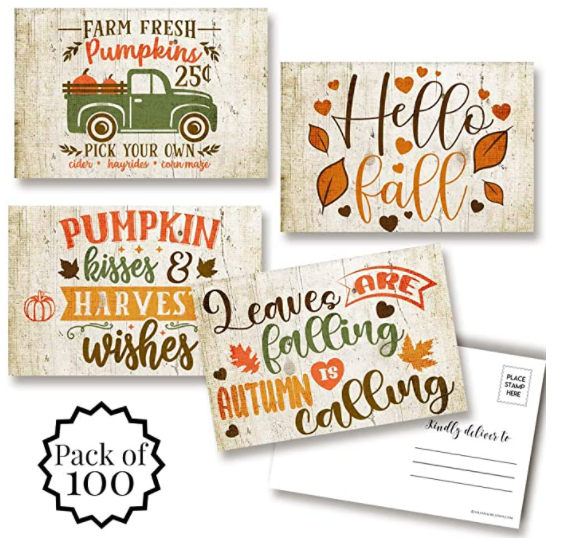 FARM FRESH
Pumpkins
25¢
PICK YOUR OWN
cider * hayrides * corn maze
Hello
fall
PUMPKIN
kisses &
HARVES
wishes
Leaves ARE
falling
AUTUMN IS
calling
PLACE
STAMP
HERE
Kindly deliver to
Pack of
100